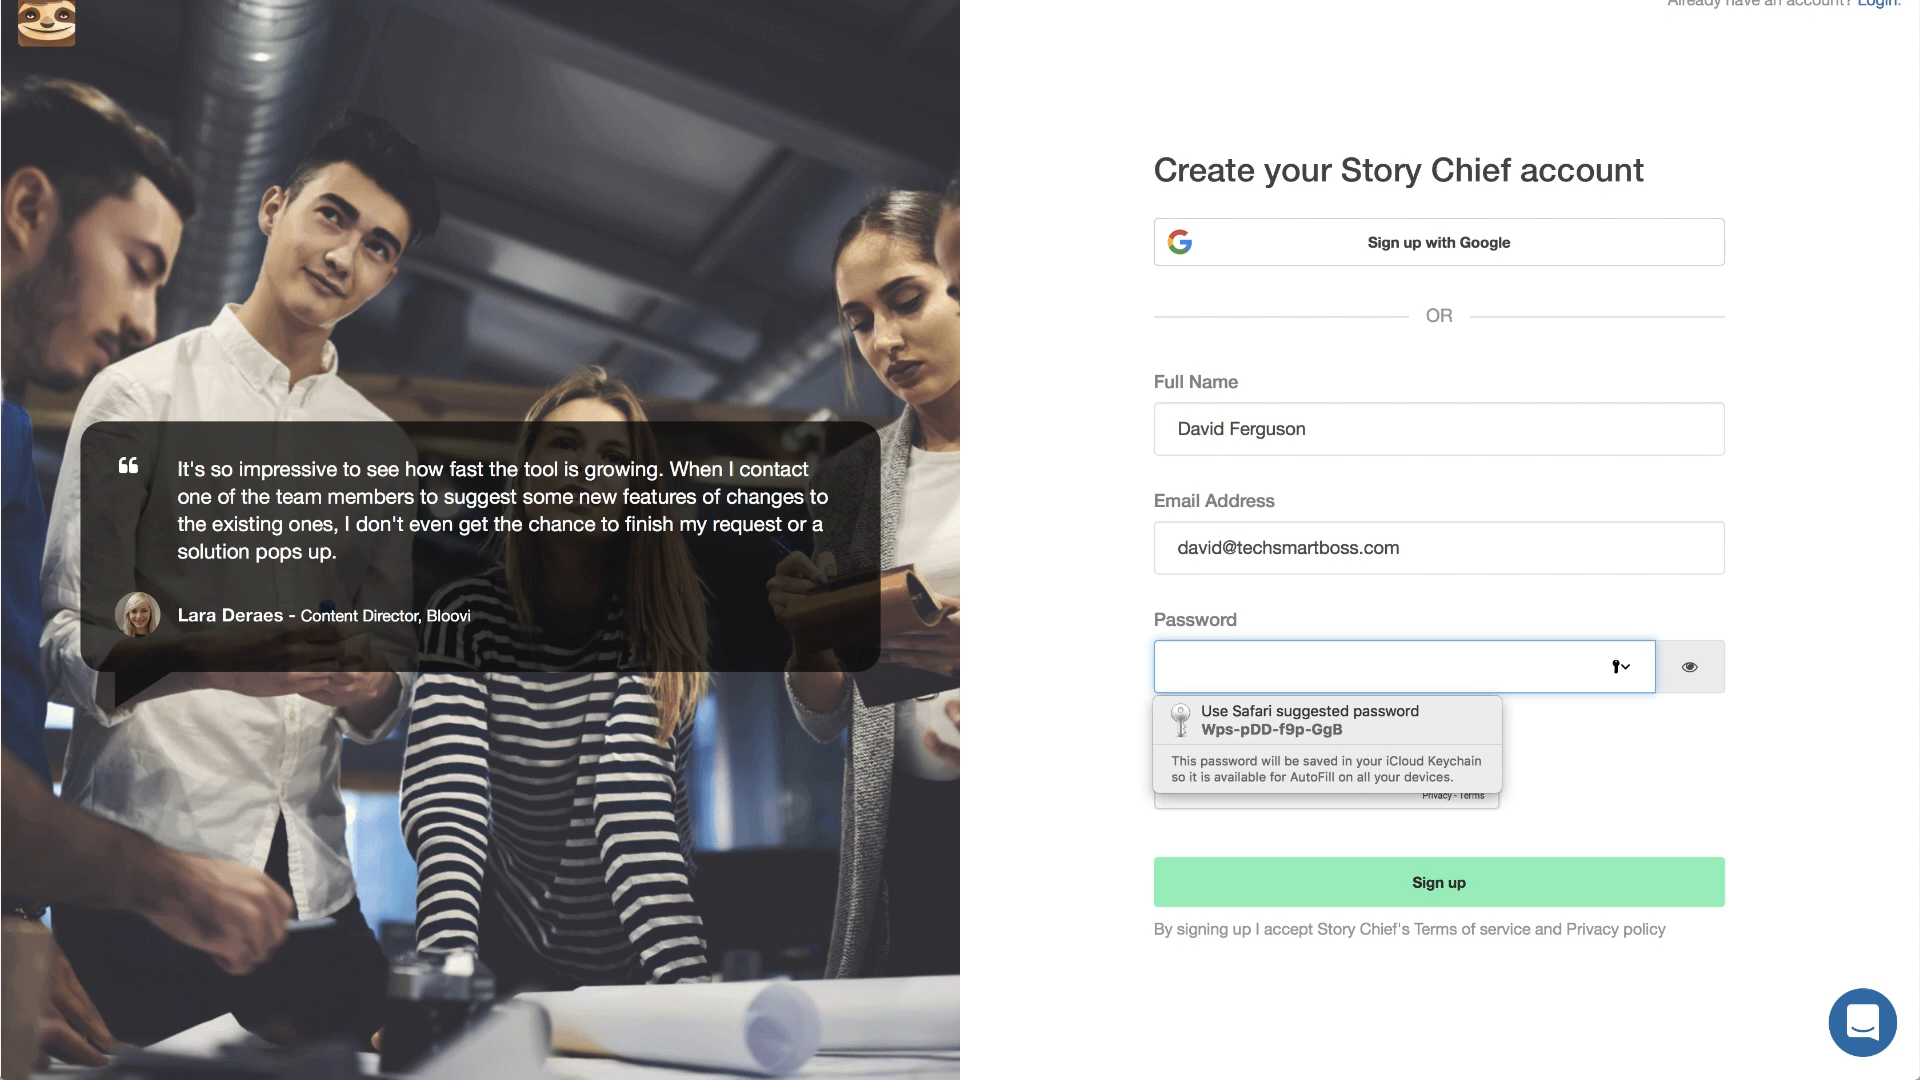 Already have an account? Login.
Create your Story Chief account
Sign up with Google
OR
Full Name
David Ferguson
Email Address
david@techsmartboss.com
Password
Use Safari suggested password
Wps-pDD-f9p-GgB
This password will be saved in your iCloud Keychain
so it is available for AutoFill on all your devices.
Privacy - Terms
Sign up
By signing up I accept Story Chief's Terms of service and Privacy policy
“ It's so impressive to see how fast the tool is growing. When I contact
one of the team members to suggest some new features of changes to
the existing ones, I don't even get the chance to finish my request or a
solution pops up.
Lara Deraes - Content Director, Bloovi